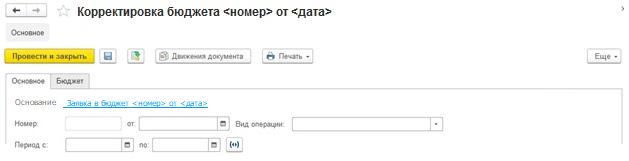 Корректировка бюджета <номер> от <дата>
Основное
Провести и закрыть Движения документа Печать Еще
Основное Бюджет
Основание Заявка в бюджет <номер> от <дата>
Номер: от: Вид операции:
Период с: по: